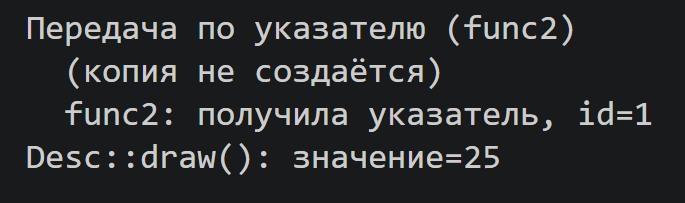 Передача по указателю (func2)
(копия не создаётся)
func2: получила указатель, id=1
Desc::draw(): значение=25